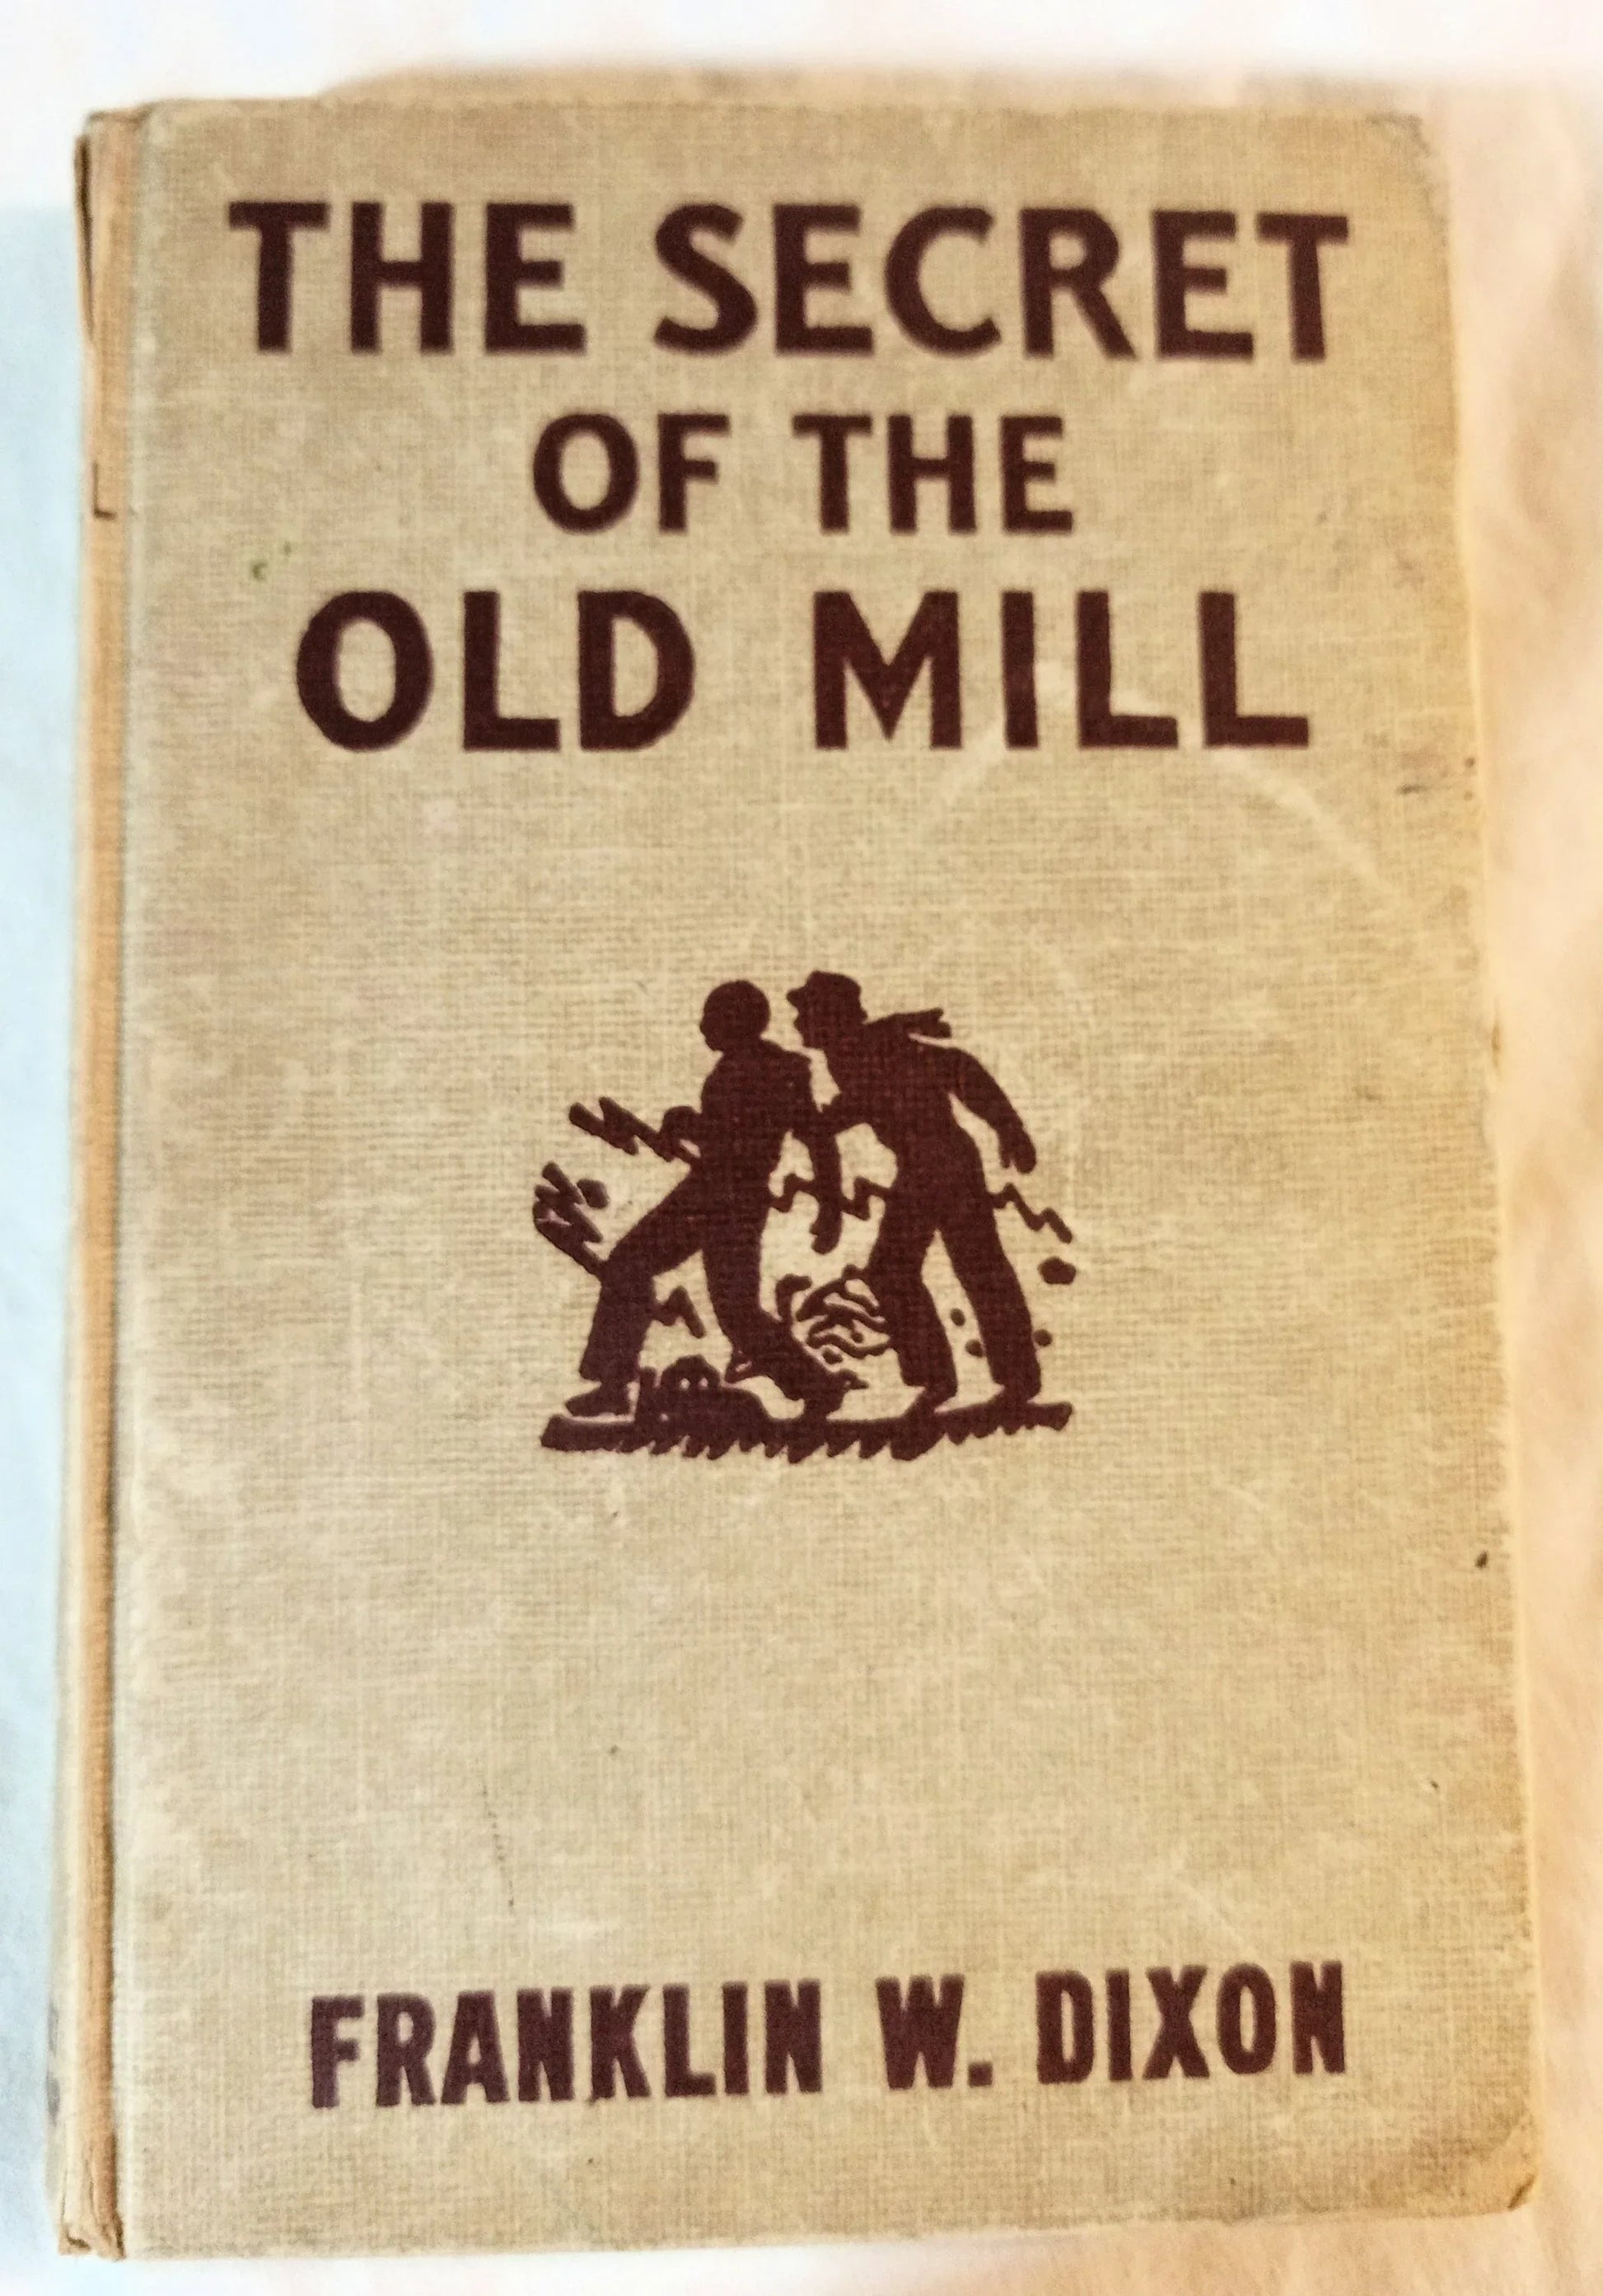 THE SECRET
OF THE
OLD MILL
FRANKLIN W. DIXON